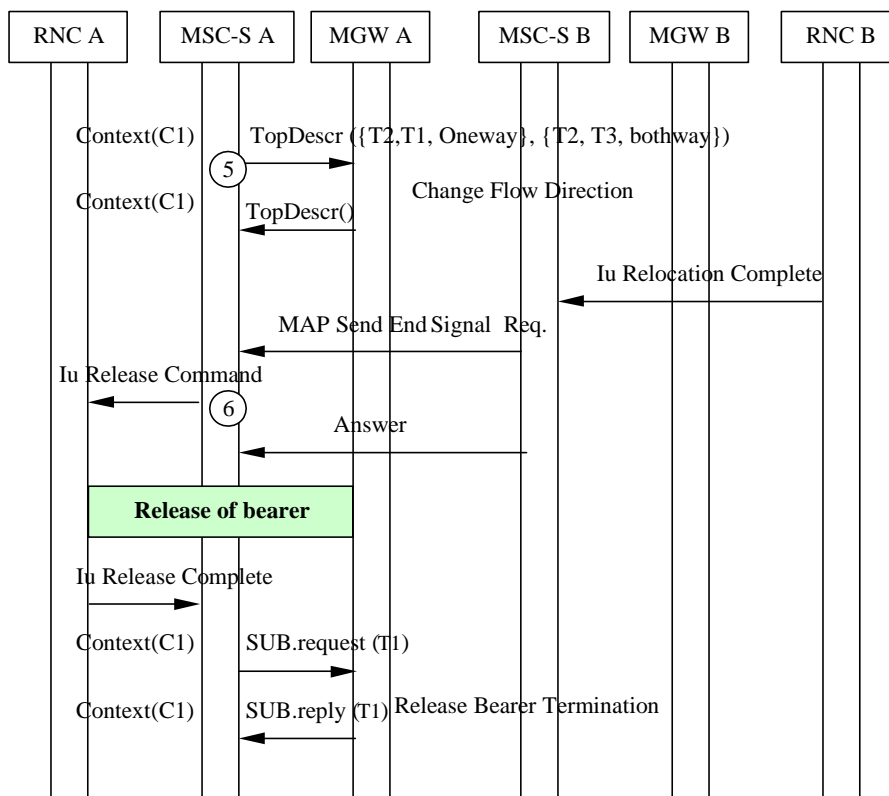 RNC A
MSC-S A
MGW A
MSC-S B
MGW B
RNC B
Context(C1)
TopDescr ({T2,T1, Oneway}, {T2, T3, bothway})
5
Change Flow Direction
Context(C1)
TopDescr()
Iu Relocation Complete
MAP Send End Signal Req.
Iu Release Command
6
Answer
Release of bearer
Iu Release Complete
Context(C1)
SUB.request (T1)
Context(C1)
SUB.reply (T1)
Release Bearer Termination